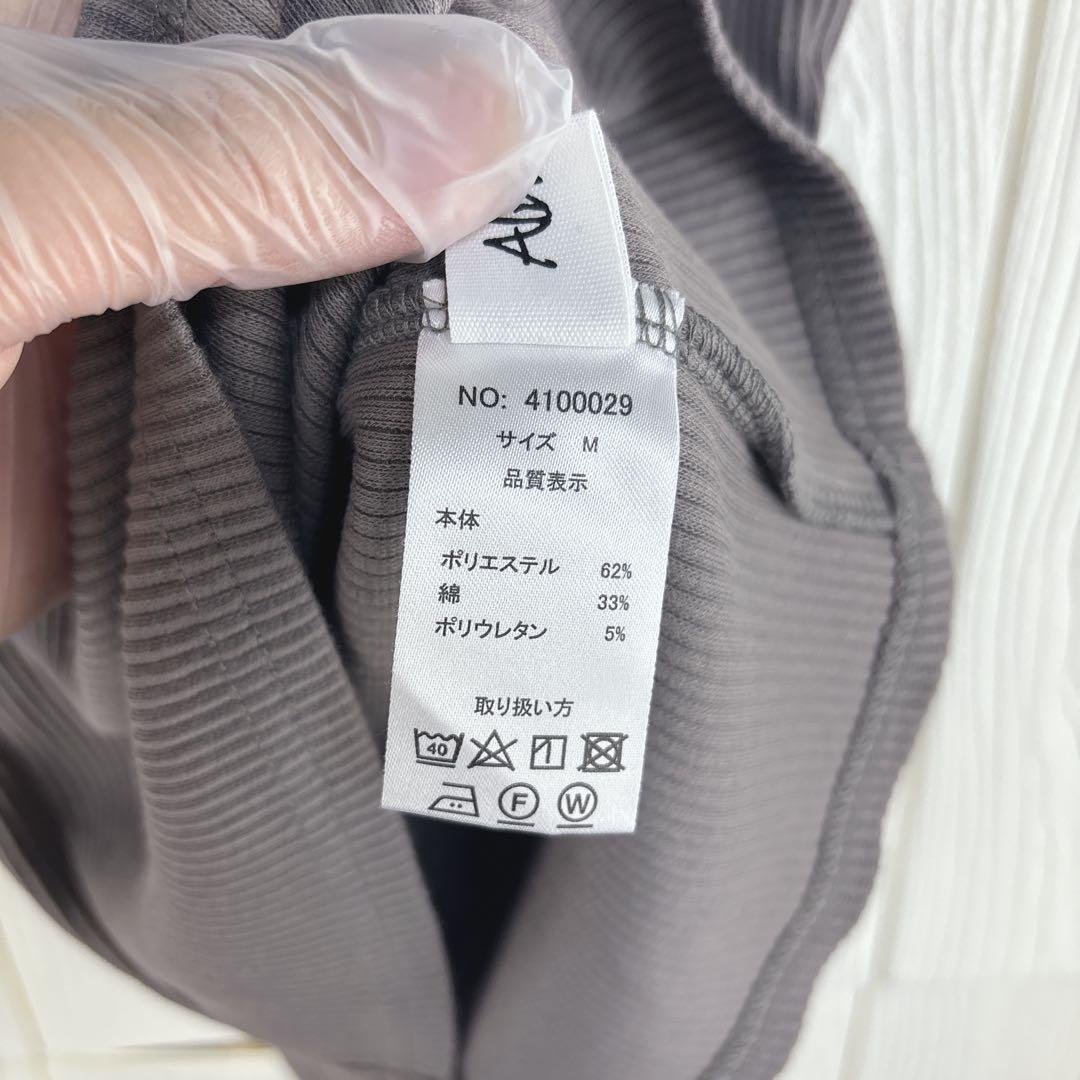 NO: 4100029
サイズ M
品質表示
本体
ポリエステル 62%
綿 33%
ポリウレタン 5%
取り扱い方
40
F W